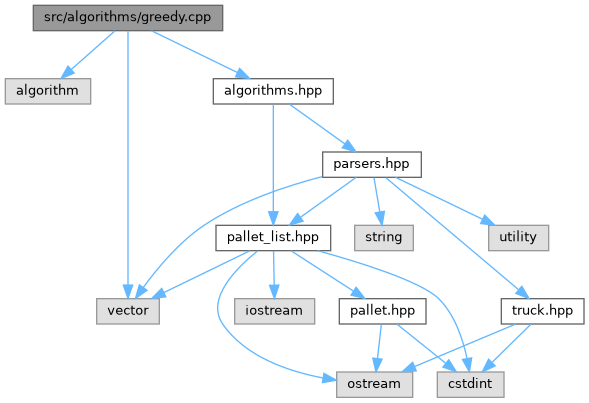 src/algorithms/greedy.cpp
algorithm
algorithms.hpp
parsers.hpp
pallet_list.hpp
string
utility
vector
iostream
pallet.hpp
truck.hpp
ostream
cstdint